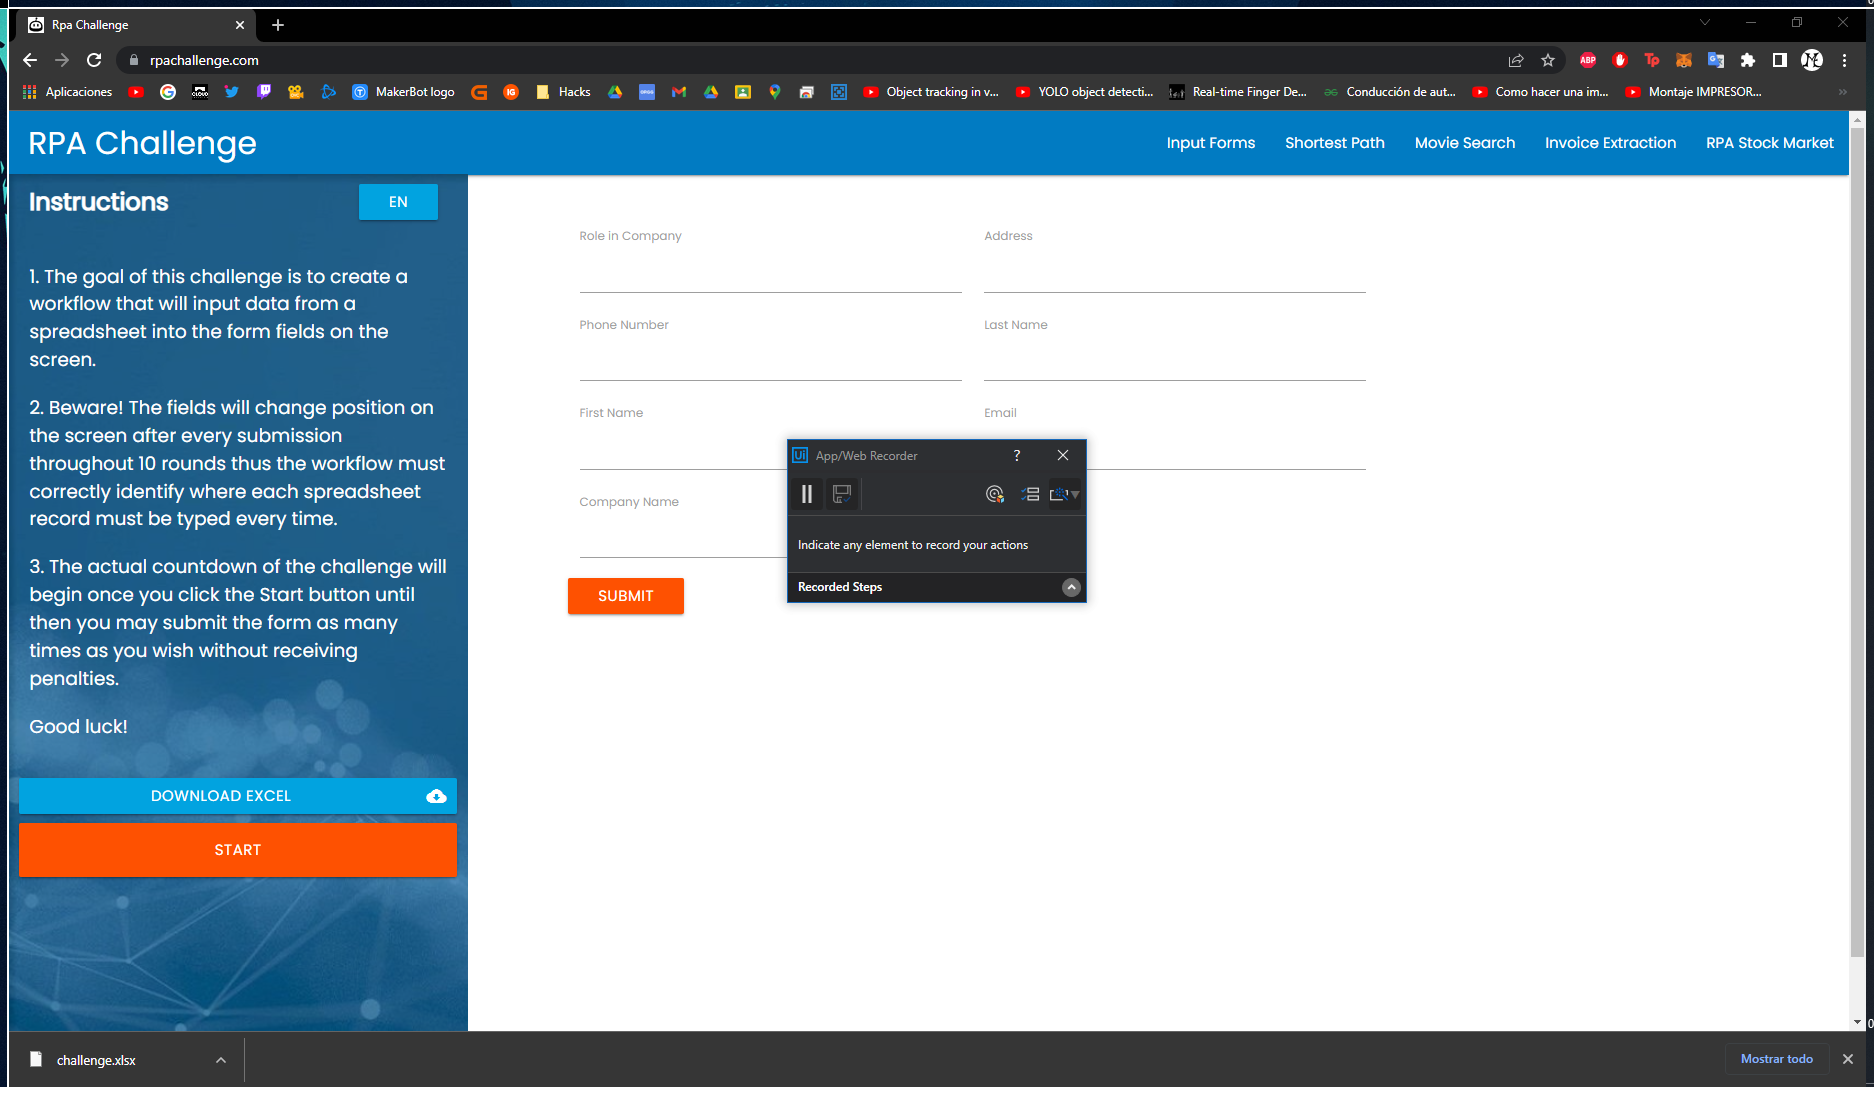 Rpa Challenge
rpachallenge.com
ABP
Tp
Aplicaciones
MakerBot logo
IG
Hacks
Object tracking in v...
YOLO object detecti...
Real-time Finger De...
Conducción de aut...
Como hacer una im...
Montaje IMPRESOR...
RPA Challenge
Input Forms
Shortest Path
Movie Search
Invoice Extraction
RPA Stock Market
Instructions
EN
1. The goal of this challenge is to create a
workflow that will input data from a
spreadsheet into the form fields on the
screen.
2. Beware! The fields will change position on
the screen after every submission
throughout 10 rounds thus the workflow must
correctly identify where each spreadsheet
record must be typed every time.
3. The actual countdown of the challenge will
begin once you click the Start button until
then you may submit the form as many
times as you wish without receiving
penalties.
Good luck!
DOWNLOAD EXCEL
START
Role in Company
Address
Phone Number
Last Name
First Name
Email
Company Name
SUBMIT
Ui App/Web Recorder
?
Indicate any element to record your actions
Recorded Steps
challenge.xlsx
Mostrar todo